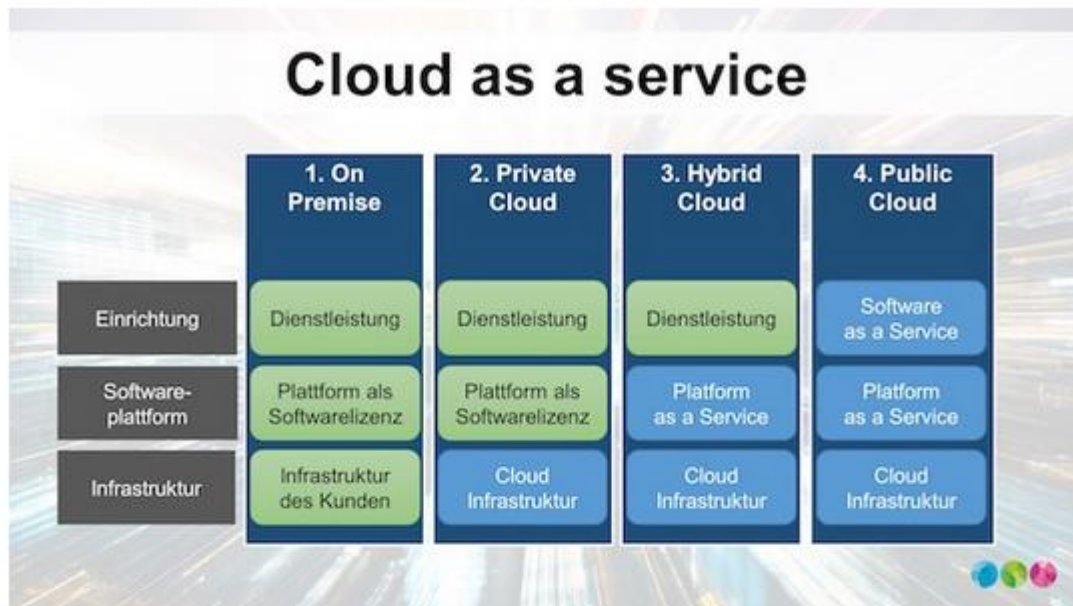 Cloud as a service
1. On
Premise
2. Private
Cloud
3. Hybrid
Cloud
4. Public
Cloud
Einrichtung
Dienstleistung
Dienstleistung
Dienstleistung
Software
as a Service
Software-
plattform
Plattform als
Softwarelizenz
Plattform als
Softwarelizenz
Platform
as a Service
Platform
as a Service
Infrastruktur
Infrastruktur
des Kunden
Cloud
Infrastruktur
Cloud
Infrastruktur
Cloud
Infrastruktur